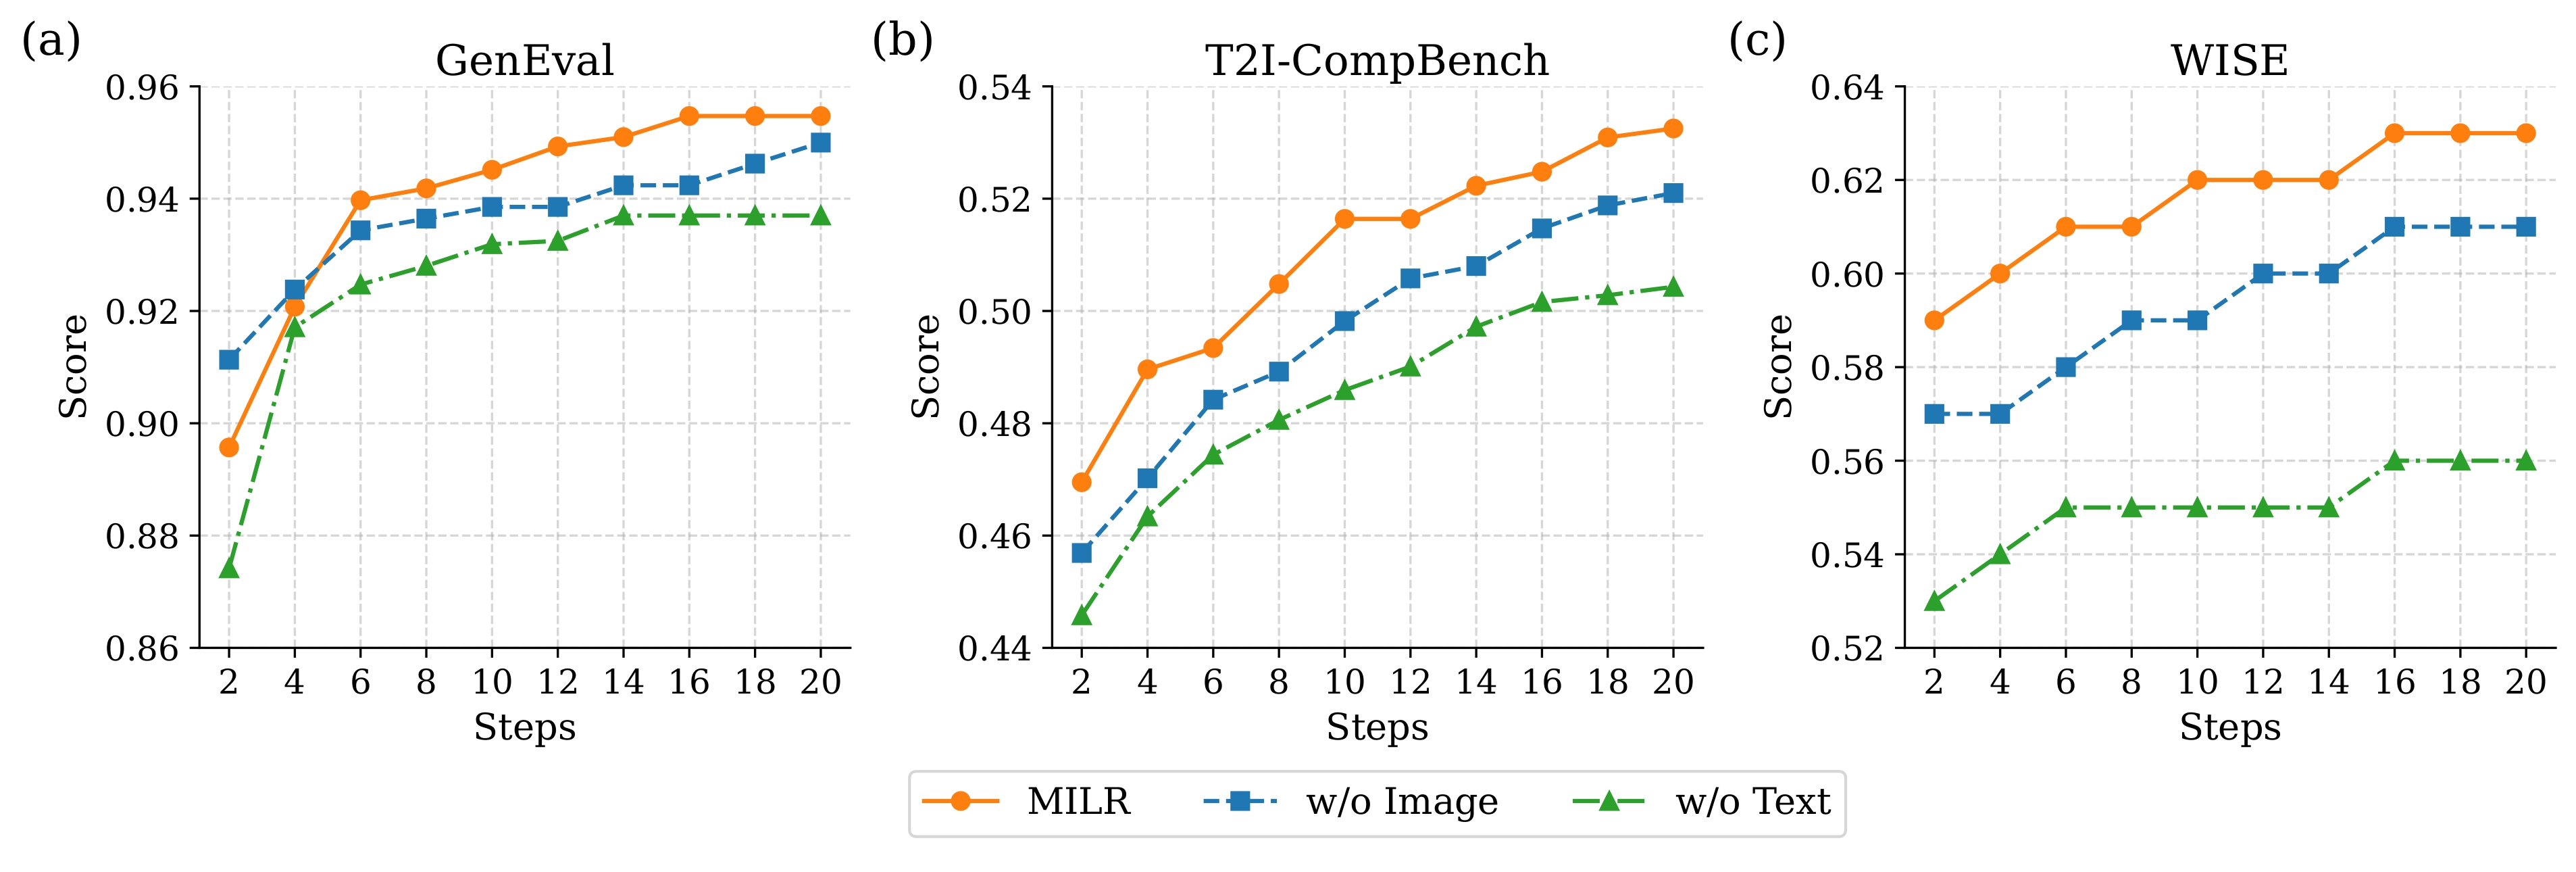 (a)
GenEval
0.96
0.94
0.92
0.90
0.88
0.86
Score
2 4 6 8 10 12 14 16 18 20
Steps
(b)
T2I-CompBench
0.54
0.52
0.50
0.48
0.46
0.44
Score
2 4 6 8 10 12 14 16 18 20
Steps
(c)
WISE
0.64
0.62
0.60
0.58
0.56
0.54
0.52
Score
2 4 6 8 10 12 14 16 18 20
Steps
MILR w/o Image w/o Text